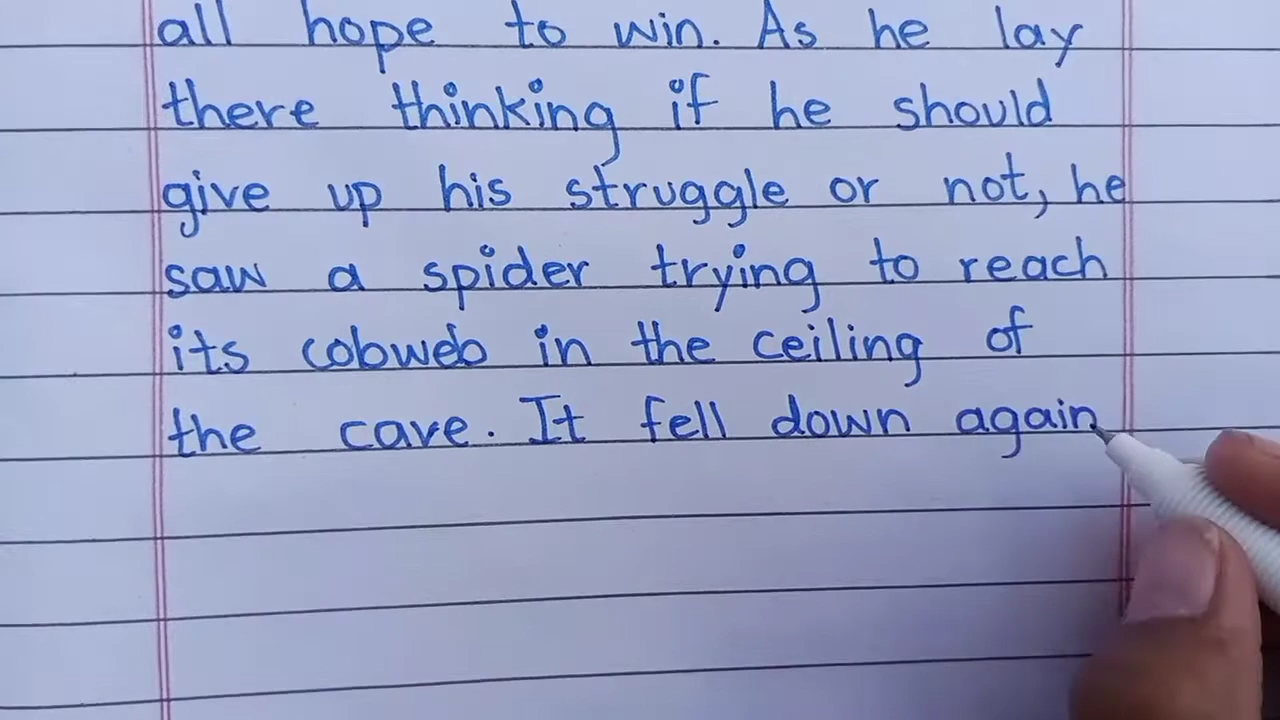 all hope to win. As he lay
there thinking if he should
give up his struggle or not, he
saw a spider trying to reach
its cobweb in the ceiling of
the cave. It fell down again